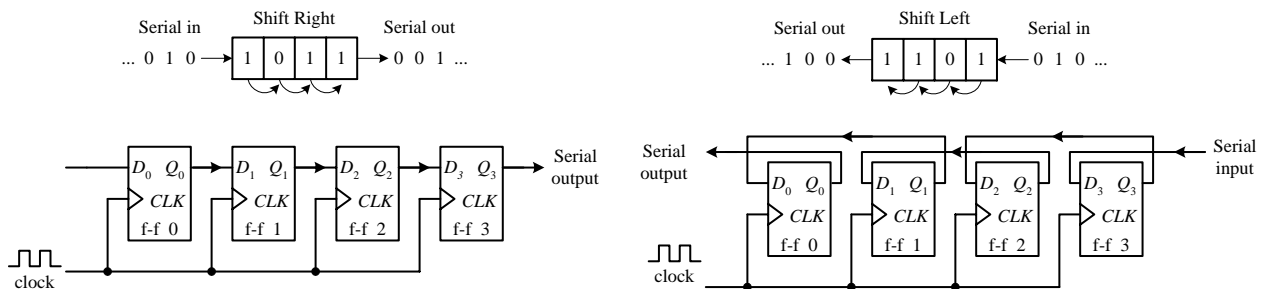 Shift Right
Serial in
Serial out
... 0 1 0
1 0 1 1
0 0 1 ...
D0 Q0
D1 Q1
D2 Q2
D3 Q3
Serial
output
CLK
CLK
CLK
CLK
f-f 0
f-f 1
f-f 2
f-f 3
clock
Shift Left
Serial out
Serial in
... 1 0 0
1 1 0 1
0 1 0 ...
Serial
output
Serial
input
D0 Q0
D1 Q1
D2 Q2
D3 Q3
CLK
CLK
CLK
CLK
f-f 0
f-f 1
f-f 2
f-f 3
clock